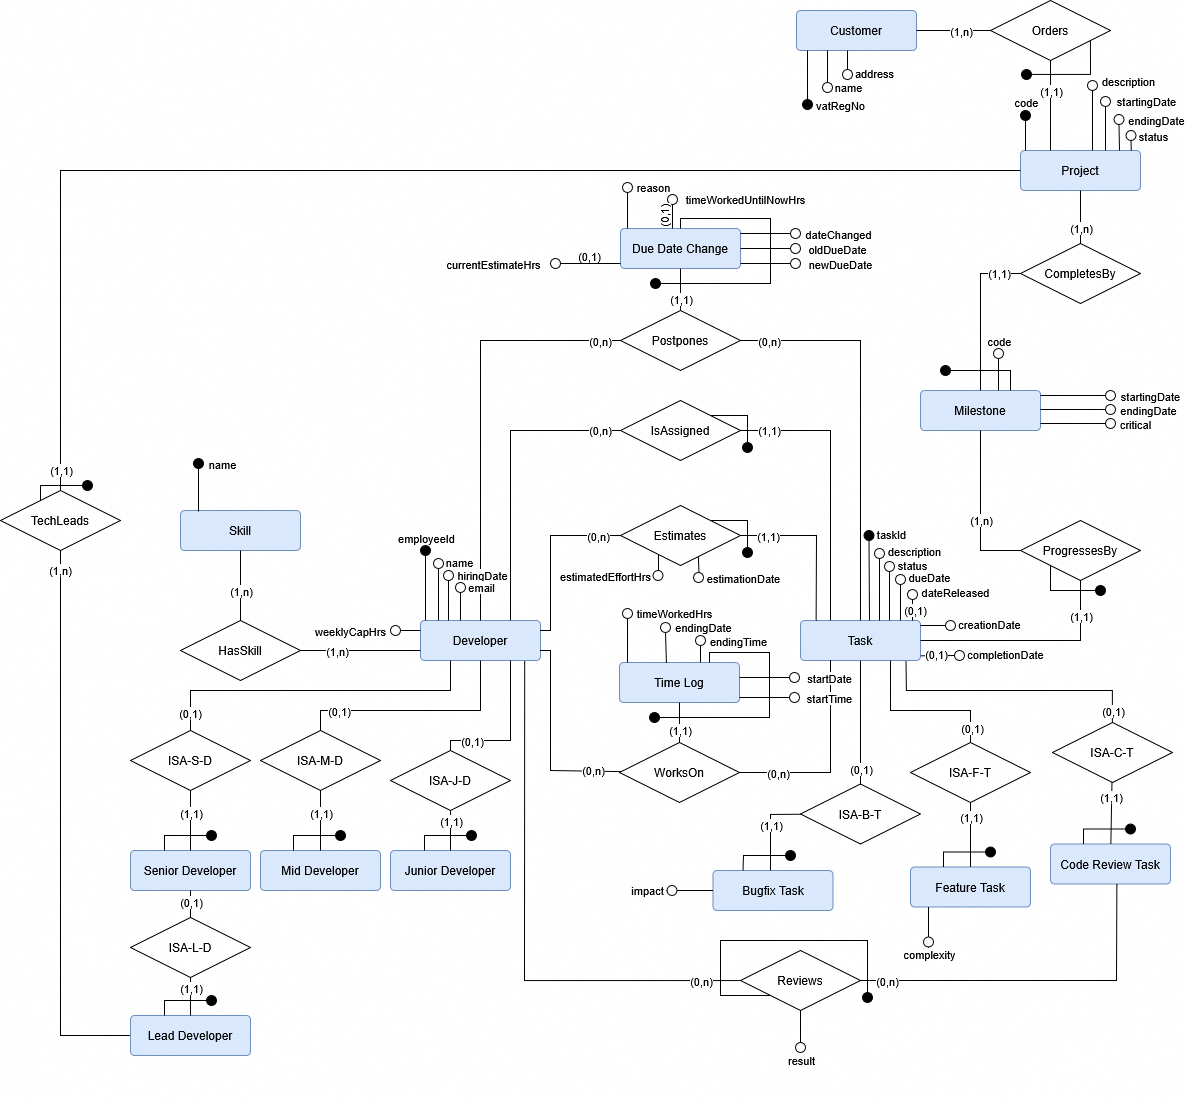 Customer
(1,n)
Orders
address
name
vatRegNo
(1,1)
description
startingDate
endingDate
status
code
Project
reason
timeWorkedUntilNowHrs
(0,1)
Due Date Change
dateChanged
oldDueDate
newDueDate
currentEstimateHrs
(0,1)
(1,1)
(1,n)
(1,1)
CompletesBy
(0,n)
Postpones
(0,n)
code
Milestone
startingDate
endingDate
critical
(0,n)
IsAssigned
(1,1)
(1,1)
TechLeads
(1,n)
name
Skill
(1,n)
ProgressesBy
(1,1)
employeeId
name
hiringDate
email
weeklyCapHrs
Developer
(0,n)
Estimates
(1,1)
estimatedEffortHrs
estimationDate
taskId
description
status
dueDate
dateReleased
(0,1)
creationDate
Task
(0,1)
completionDate
(1,n)
HasSkill
(1,n)
timeWorkedHrs
endingDate
endingTime
Time Log
startDate
startTime
(1,1)
(0,n)
WorksOn
(0,n)
(0,1)
(0,1)
(0,1)
(0,1)
(0,1)
(0,1)
ISA-S-D
ISA-M-D
ISA-J-D
ISA-B-T
ISA-F-T
ISA-C-T
(1,1)
(1,1)
(1,1)
(1,1)
(1,1)
(1,1)
Senior Developer
Mid Developer
Junior Developer
impact
Bugfix Task
Feature Task
Code Review Task
complexity
(0,1)
ISA-L-D
(1,1)
Lead Developer
(0,n)
Reviews
(0,n)
result